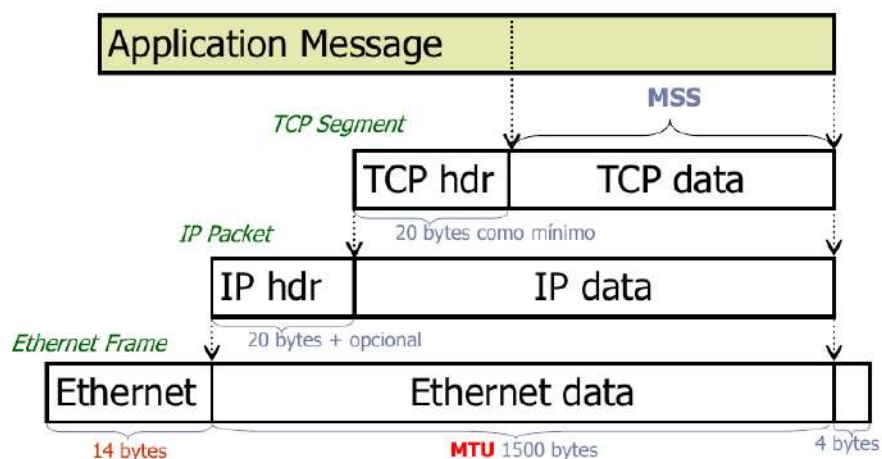 Application Message
MSS
TCP Segment
TCP hdr
TCP data
20 bytes como mínimo
IP Packet
IP hdr
IP data
20 bytes + opcional
Ethernet Frame
Ethernet
Ethernet data
14 bytes
MTU 1500 bytes
4 bytes